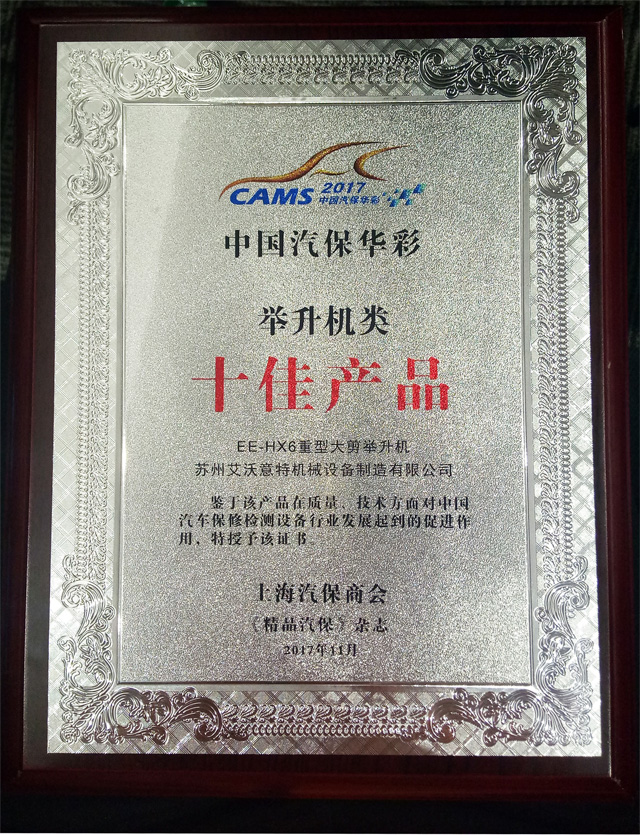 CAMS 2017
中国汽保华彩
中国汽保华彩
举升机类
十佳产品
EE-HX6重型大剪举升机
苏州艾沃意特机械设备制造有限公司
鉴于该产品在质量、技术方面对中国
汽车保修检测设备行业发展起到的促进作
用，特授予该证书。
上海汽保商会
《精品汽保》杂志
2017年11月